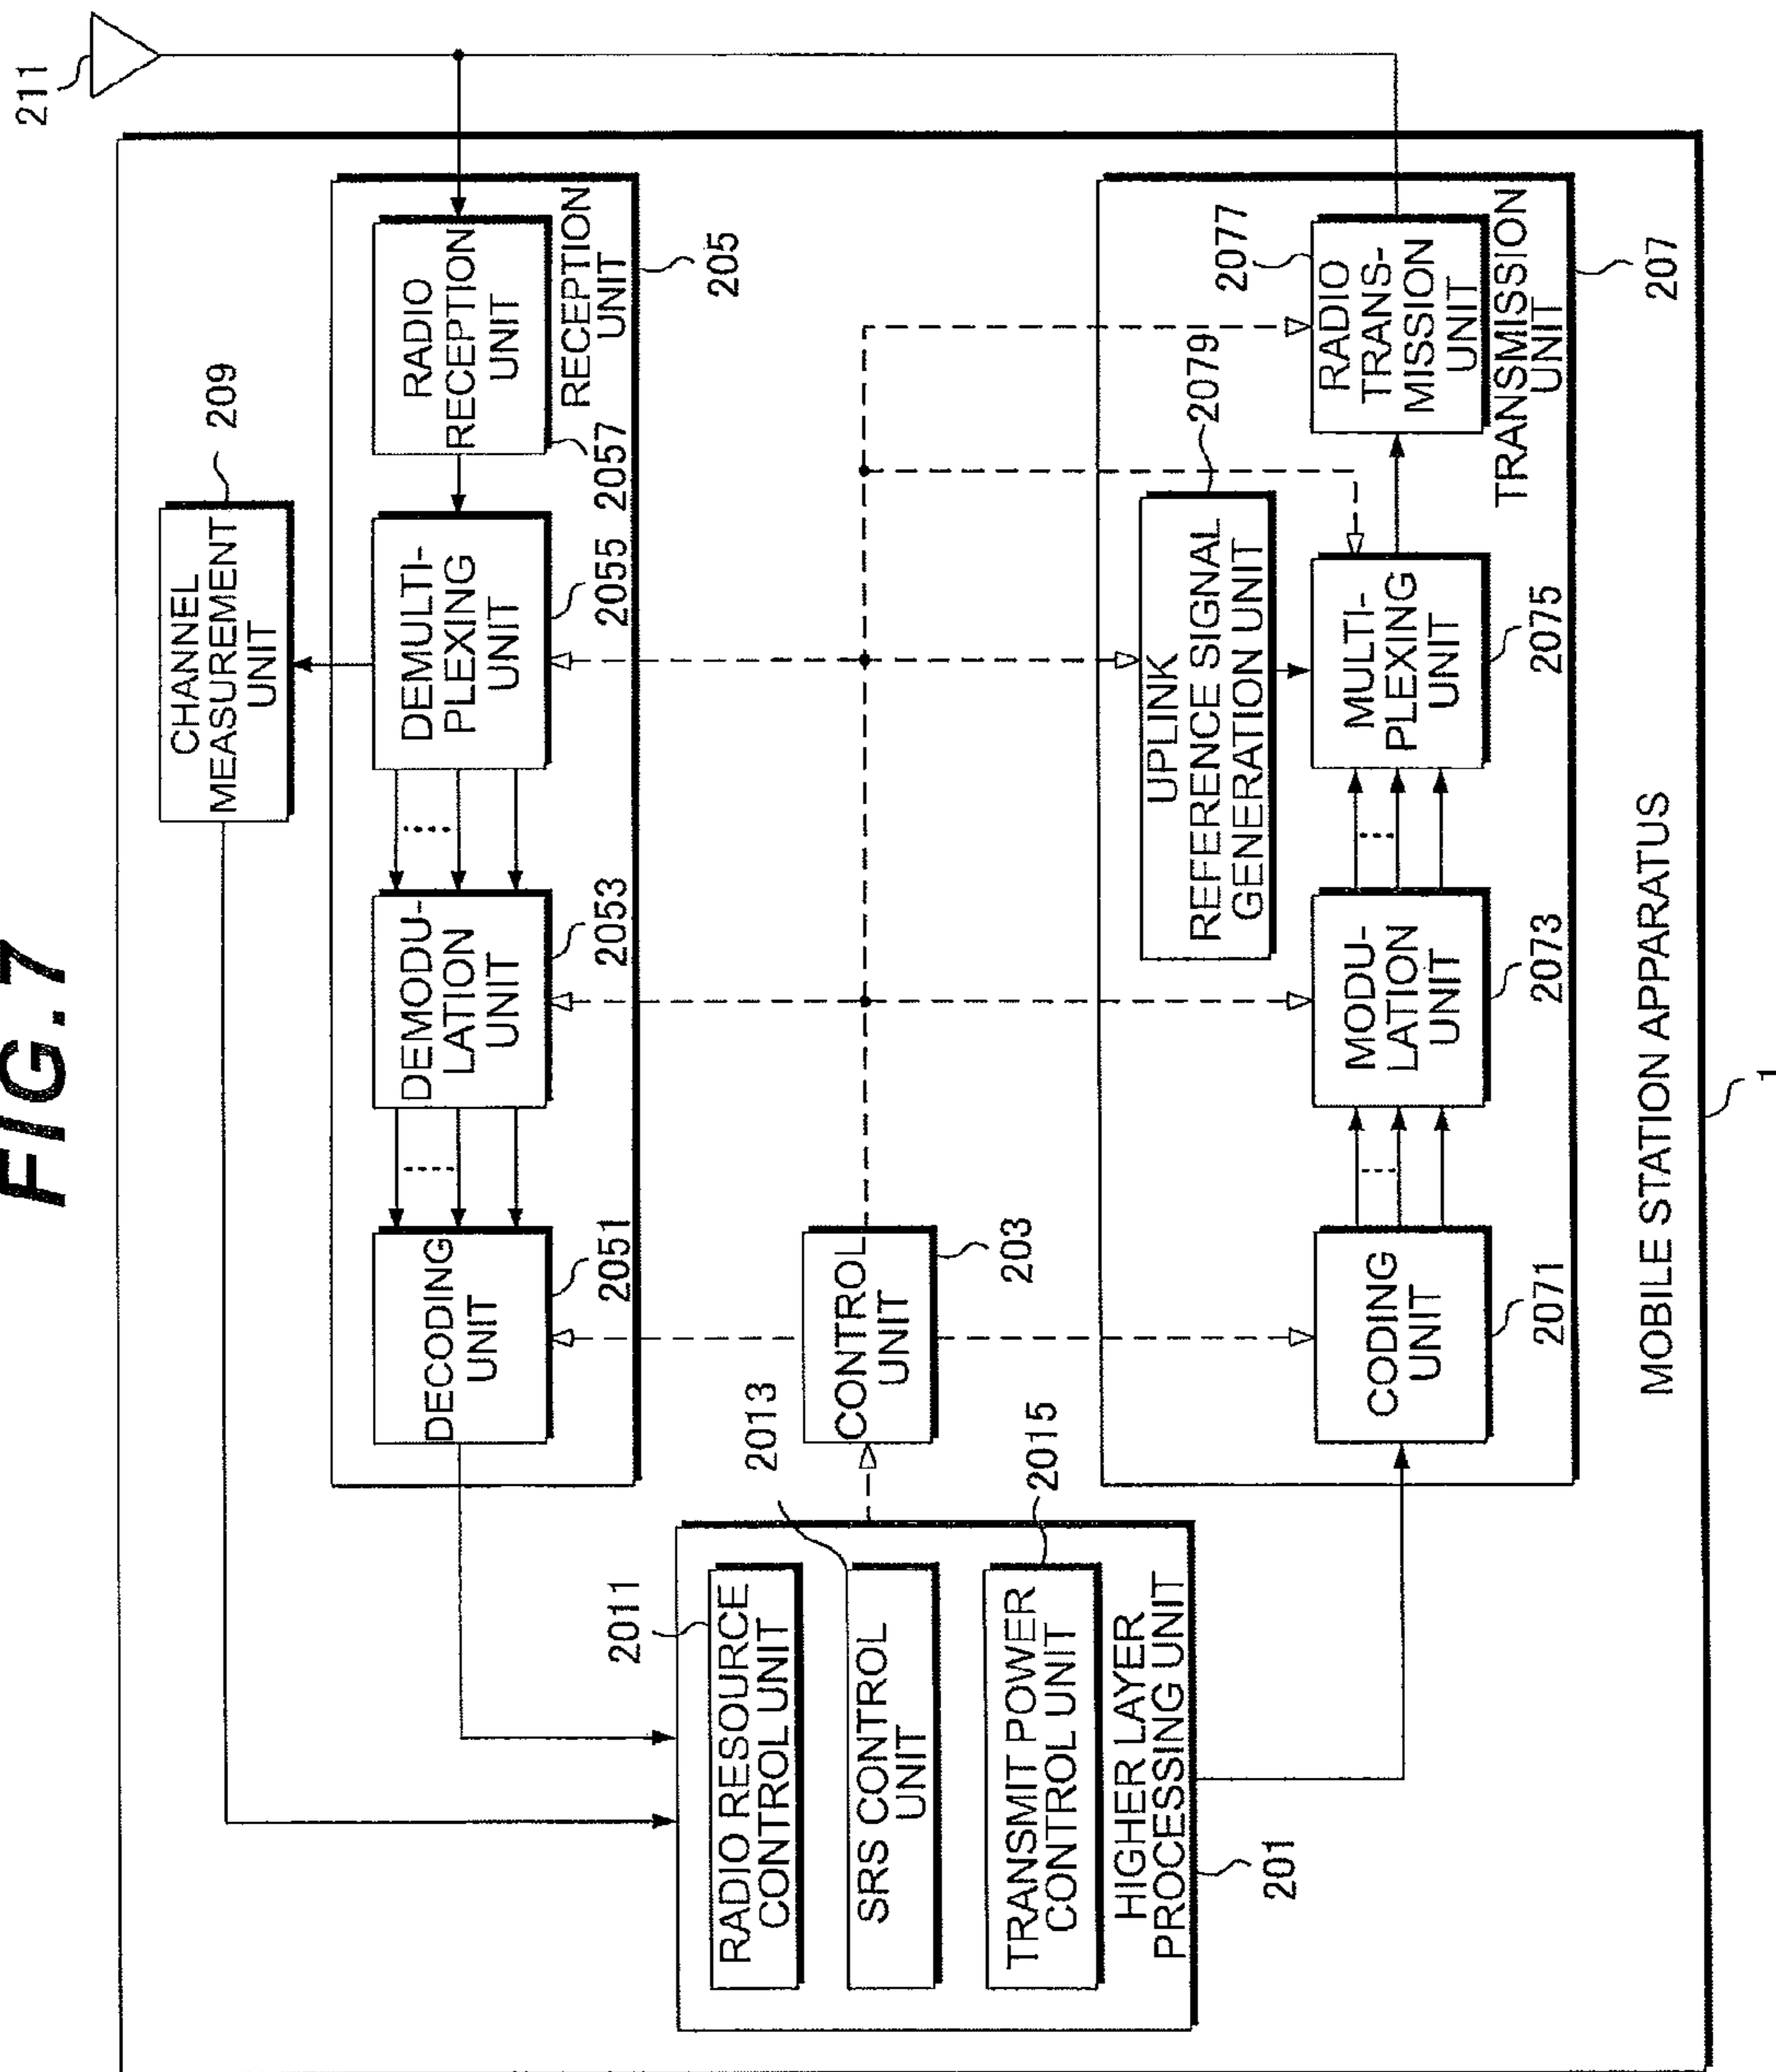 FIG.7
211
CHANNEL
MEASUREMENT
UNIT
209
DECODING
UNIT
2051
DEMODU-
LATION
UNIT
2053
DEMULTI-
PLEXING
UNIT
2055
RADIO
RECEPTION
UNIT
2057
RECEPTION
UNIT
205
RADIO RESOURCE
CONTROL UNIT
2011
SRS CONTROL
UNIT
2013
TRANSMIT POWER
CONTROL UNIT
2015
HIGHER LAYER
PROCESSING UNIT
201
CONTROL
UNIT
203
UPLINK
REFERENCE SIGNAL
GENERATION UNIT
2079
CODING
UNIT
2071
MODU-
LATION
UNIT
2073
MULTI-
PLEXING
UNIT
2075
RADIO
TRANS-
MISSION
UNIT
2077
TRANSMISSION
UNIT
207
MOBILE STATION APPARATUS
1